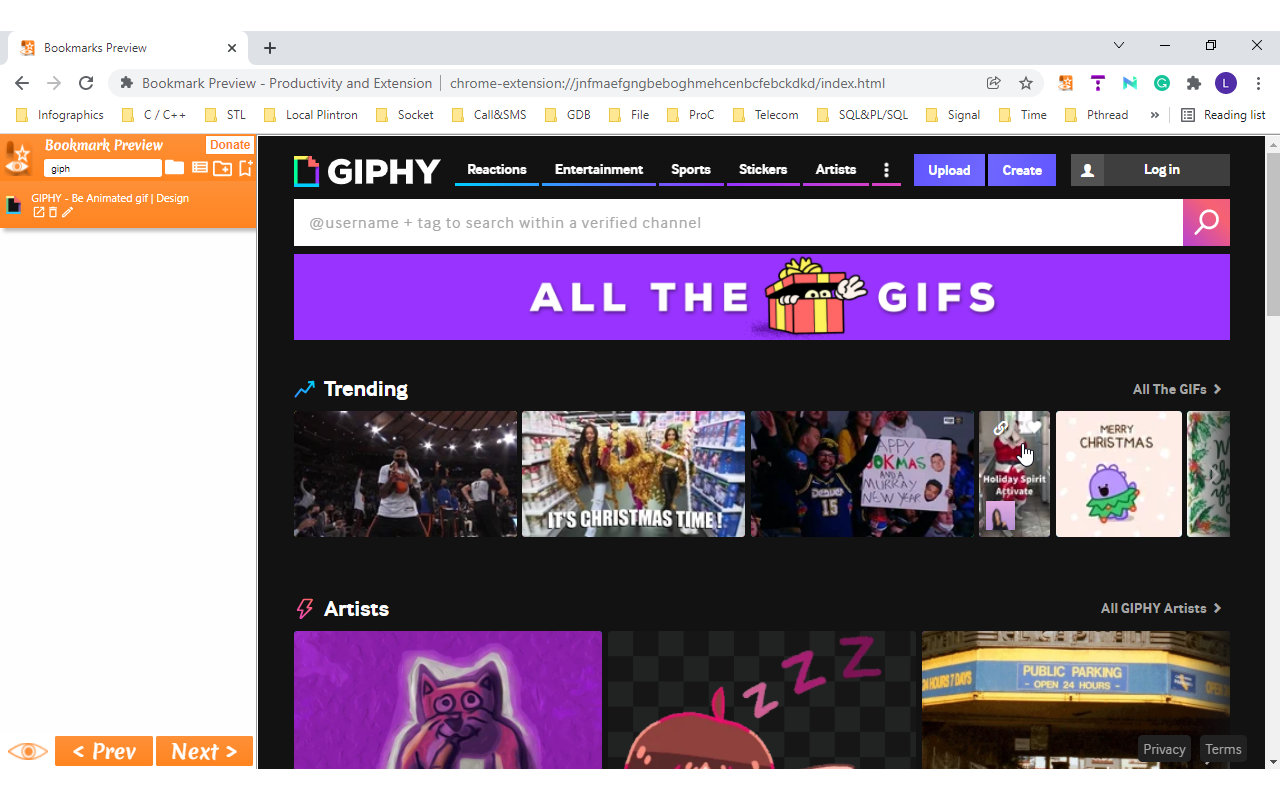 Bookmarks Preview
Bookmark Preview - Productivity and Extension | chrome-extension://jnfmaefgngbeboghmehcenbcfebckdkd/index.html
L
Infographics C / C++ STL Local Plintron Socket Call&SMS GDB File ProC Telecom SQL&PL/SQL Signal Time Pthread » Reading list
Bookmark Preview Donate
giph
GIPHY - Be Animated gif | Design
GIPHY Reactions Entertainment Sports Stickers Artists Upload Create Log in
@username + tag to search within a verified channel
ALL THE GIFS
Trending All The GIFs
IT'S CHRISTMAS TIME!
DENVER
15
APPY
OKMAS
AND A
MURRAY
NEW YEAR
Holiday Spirit
Activate
MERRY
CHRISTMAS
Artists All GIPHY Artists
Z Z Z
24 HOURS 7 DAYS
PUBLIC PARKING
- OPEN 24 HOURS -
OPEN
< Prev Next >
Privacy Terms